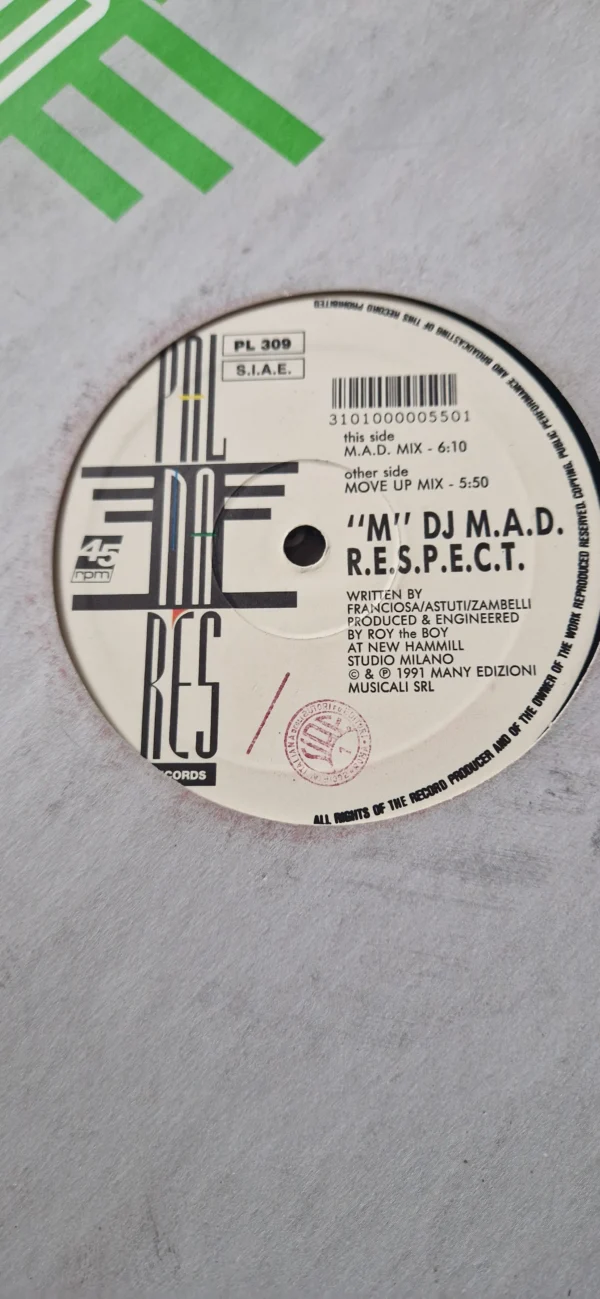 PAL
NA
RES
RECORDS
45
rpm
PL 309
S.I.A.E.
3101000005501
this side
M.A.D. MIX - 6:10
other side
MOVE UP MIX - 5:50
"M" DJ M.A.D.
R.E.S.P.E.C.T.
WRITTEN BY
FRANCIOSA/ASTUTI/ZAMBELLI
PRODUCED & ENGINEERED
BY ROY the BOY
AT NEW HAMMILL
STUDIO MILANO
© & ℗ 1991 MANY EDIZIONI
MUSICALI SRL
ALL RIGHTS OF THE RECORD PRODUCER AND OF THE OWNER OF THE WORK REPRODUCED RESERVED. COPYING, PUBLIC PERFORMANCE AND BROADCASTING OF THIS RECORD PROHIBITED